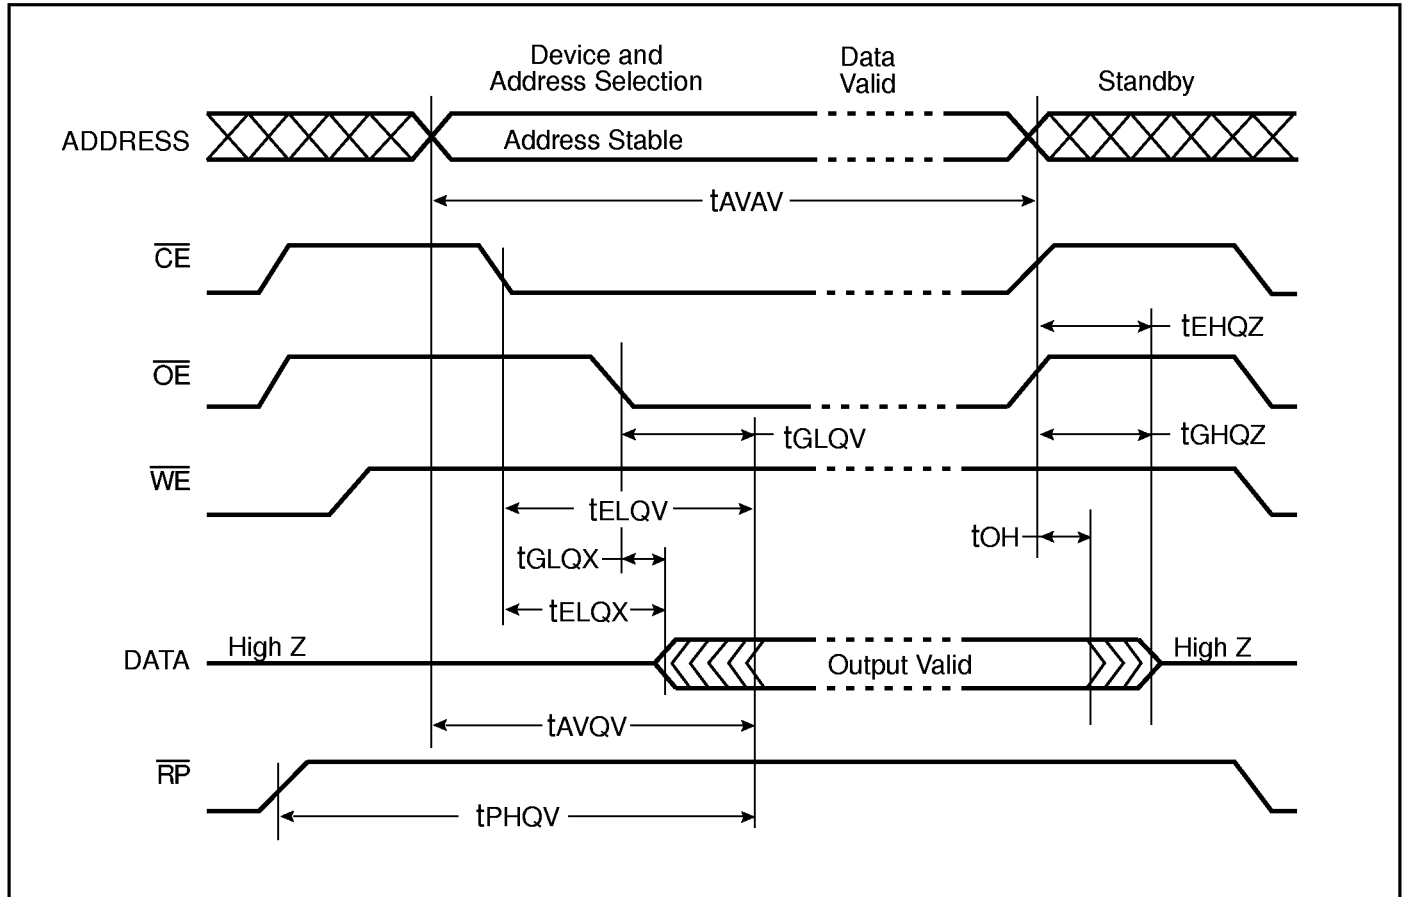 Device and
Address Selection
Data
Valid
Standby
ADDRESS
Address Stable
tAVAV
CE
tEHQZ
OE
tGLQV
tGHQZ
WE
tELQV
tOH
tGLQX
tELQX
DATA
High Z
Output Valid
High Z
tAVQV
RP
tPHQV